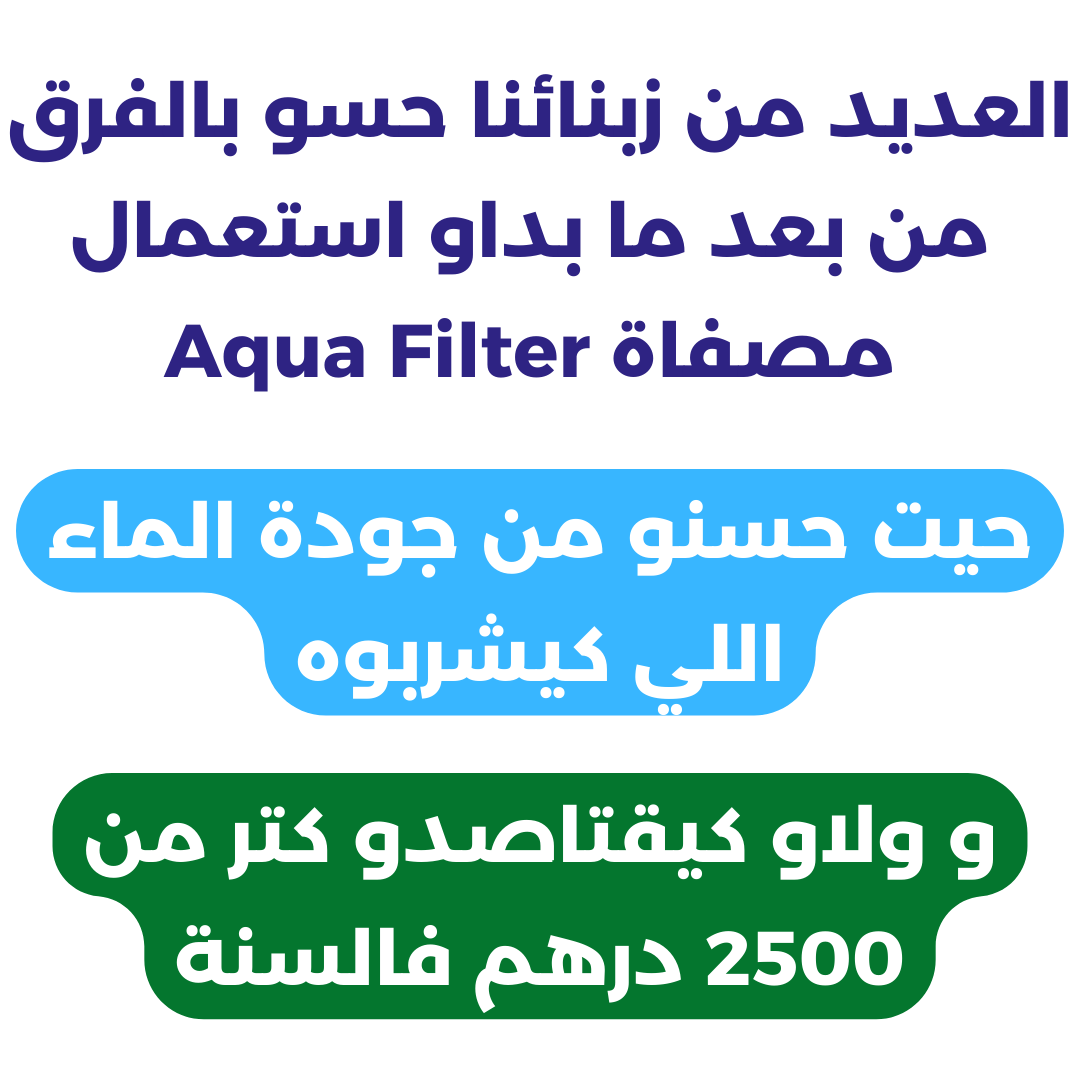 العديد من زبنائنا حسو بالفرق
من بعد ما بداو استعمال
مصفاة Aqua Filter
حيت حسنو من جودة الماء
اللي كيشربوه
و ولاو كيقتاصدو كتر من
2500 درهم فالسنة